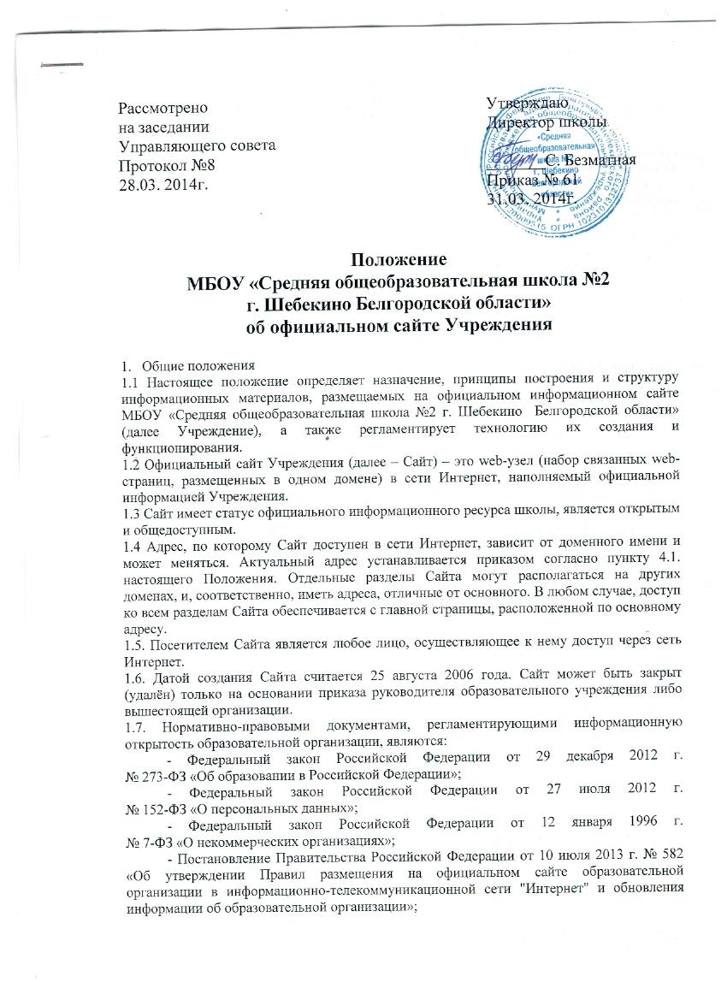 Рассмотрено
на заседании
Управляющего совета
Протокол №8
28.03. 2014г.
Утверждаю
Директор школы
С. Безматная
Приказ № 61
31.03. 2014г.
«Средняя
общеобразовательная
школа №2
г. Шебекино
Белгородской
области»
ОГРН 1023101332737
Положение
МБОУ «Средняя общеобразовательная школа №2
г. Шебекино Белгородской области»
об официальном сайте Учреждения
1. Общие положения
1.1 Настоящее положение определяет назначение, принципы построения и структуру
информационных материалов, размещаемых на официальном информационном сайте
МБОУ «Средняя общеобразовательная школа №2 г. Шебекино Белгородской области»
(далее Учреждение), а также регламентирует технологию их создания и
функционирования.
1.2 Официальный сайт Учреждения (далее – Сайт) – это web-узел (набор связанных web-
страниц, размещенных в одном домене) в сети Интернет, наполняемый официальной
информацией Учреждения.
1.3 Сайт имеет статус официального информационного ресурса школы, является открытым
и общедоступным.
1.4 Адрес, по которому Сайт доступен в сети Интернет, зависит от доменного имени и
может меняться. Актуальный адрес устанавливается приказом согласно пункту 4.1.
настоящего Положения. Отдельные разделы Сайта могут располагаться на других
доменах, и, соответственно, иметь адреса, отличные от основного. В любом случае, доступ
ко всем разделам Сайта обеспечивается с главной страницы, расположенной по основному
адресу.
1.5. Посетителем Сайта является любое лицо, осуществляющее к нему доступ через сеть
Интернет.
1.6. Датой создания Сайта считается 25 августа 2006 года. Сайт может быть закрыт
(удалён) только на основании приказа руководителя образовательного учреждения либо
вышестоящей организации.
1.7. Нормативно-правовыми документами, регламентирующими информационную
открытость образовательной организации, являются:
- Федеральный закон Российской Федерации от 29 декабря 2012 г.
№ 273-ФЗ «Об образовании в Российской Федерации»;
- Федеральный закон Российской Федерации от 27 июля 2012 г.
№ 152-ФЗ «О персональных данных»;
- Федеральный закон Российской Федерации от 12 января 1996 г.
№ 7-ФЗ «О некоммерческих организациях»;
- Постановление Правительства Российской Федерации от 10 июля 2013 г. № 582
«Об утверждении Правил размещения на официальном сайте образовательной
организации в информационно-телекоммуникационной сети "Интернет" и обновления
информации об образовательной организации»;